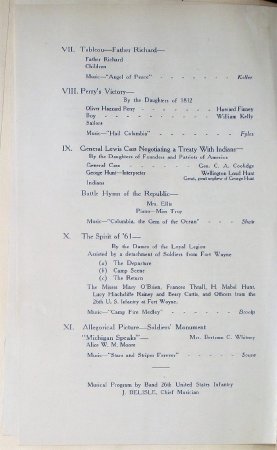 VII. Tableau—Father Richard—
Father Richard
Children
Music—"Angel of Peace" - - - - - - - Keller
VIII. Perry's Victory—
By the Daughters of 1812
Oliver Hazzard Perry - - - - - - Howard Finney
Boy - - - - - - - - - William Kelly
Sailors
Music—"Hail Columbia" - - - - - - - Fyles
IX. General Lewis Cass Negotiating a Treaty With Indians—
By the Daughters of Founders and Patriots of America
General Cass - - - - - - Gen. C. A. Coolidge
George Hunt—Interpreter - - - Wellington Loud Hunt
Great, grand nephew of George Hunt
Indians
Battle Hymn of the Republic—
Mrs. Ellis
Piano—Miss Troy
Music—"Columbia, the Gem of the Ocean" - - - Shaw
X. The Spirit of '61—
By the Dames of the Loyal Legion
Assisted by a detachment of Soldiers from Fort Wayne
(a) The Departure
(b) Camp Scene
(c) The Return
The Misses Mary O'Brien, Frances Thrall, H. Mabel Hunt,
Lucy Hinchcliffe Rainey and Betty Curtis, and Officers from the
26th U. S. Infantry at Fort Wayne.
Music—"Camp Fire Medley" - - - - - Beoolp
XI. Allegorical Picture—Soldiers' Monument
"Michigan Speaks"— - - - Mrs. Bertram C. Whitney
Alice W. M. Moore
Music—"Stars and Stripes Forever" - - - - Sousa
Musical Program by Band 26th United States Infantry
J. BELISLE, Chief Musician